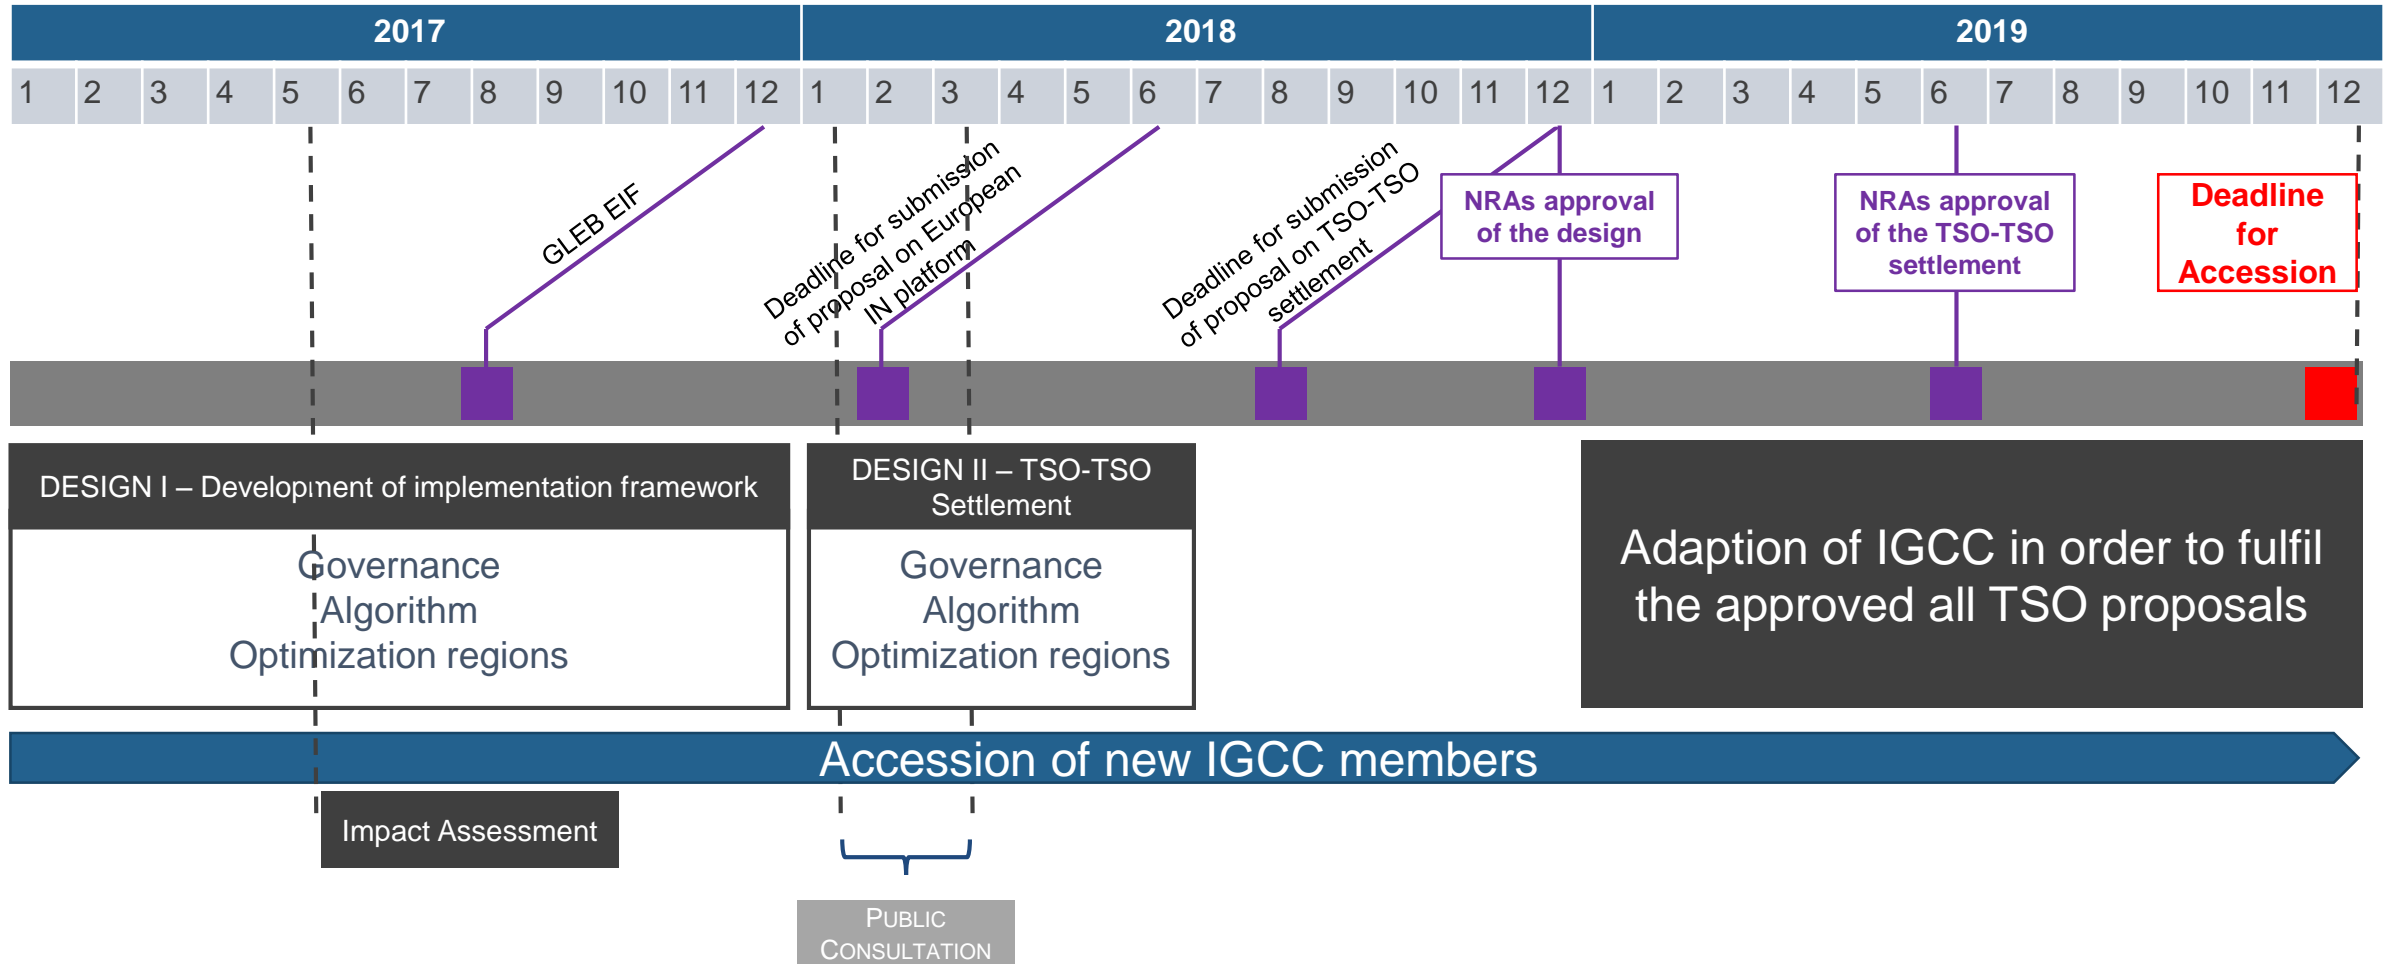 2017 2018 2019
1 2 3 4 5 6 7 8 9 10 11 12 1 2 3 4 5 6 7 8 9 10 11 12 1 2 3 4 5 6 7 8 9 10 11 12
GLEB EIF
Deadline for submission
of proposal on European
IN platform
Deadline for submission
of proposal on TSO-TSO
settlement
NRAs approval
of the design
NRAs approval
of the TSO-TSO
settlement
Deadline
for
Accession
DESIGN I – Development of implementation framework
Governance
Algorithm
Optimization regions
DESIGN II – TSO-TSO
Settlement
Governance
Algorithm
Optimization regions
Adaption of IGCC in order to fulfil
the approved all TSO proposals
Accession of new IGCC members
Impact Assessment
PUBLIC
CONSULTATION